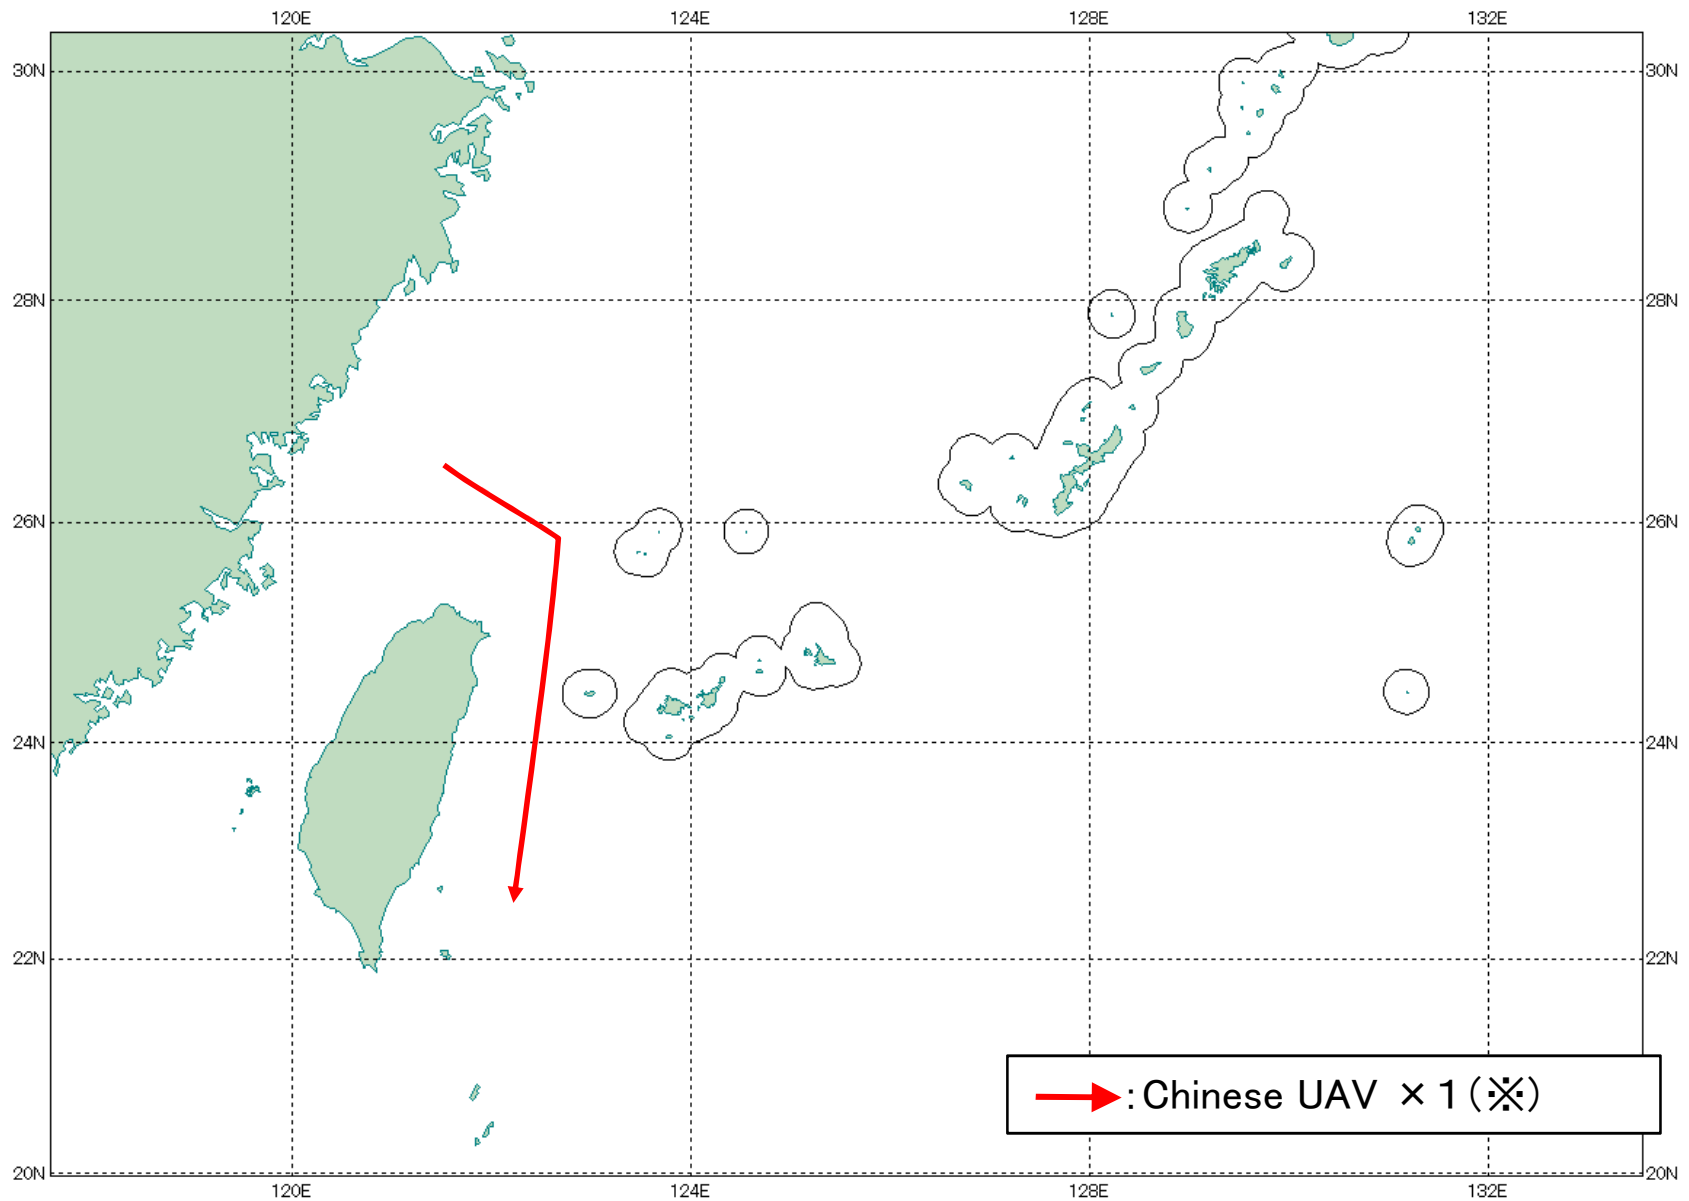 120E 124E 128E 132E
30N 30N
28N 28N
26N 26N
24N 24N
22N 22N
:Chinese UAV ×1(※)
20N 20N
120E 124E 128E 132E